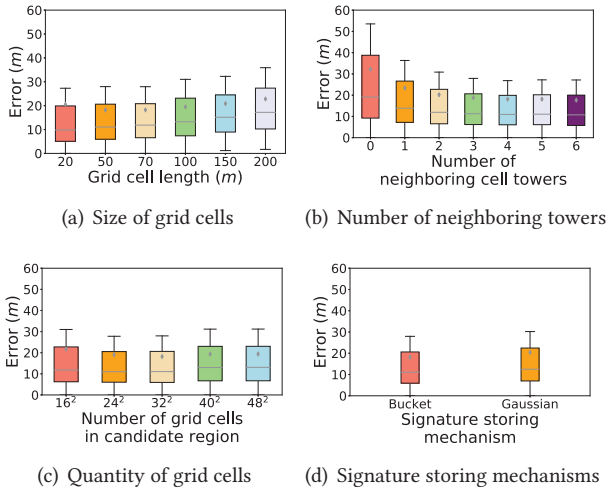 60
50
40
30
20
10
0
Error (m)
20 50 70 100 150 200
Grid cell length (m)
(a) Size of grid cells
60
50
40
30
20
10
0
Error (m)
0 1 2 3 4 5 6
Number of
neighboring cell towers
(b) Number of neighboring towers
60
50
40
30
20
10
0
Error (m)
16² 24² 32² 40² 48²
Number of grid cells
in candidate region
(c) Quantity of grid cells
60
50
40
30
20
10
0
Error (m)
Bucket Gaussian
Signature storing
mechanism
(d) Signature storing mechanisms